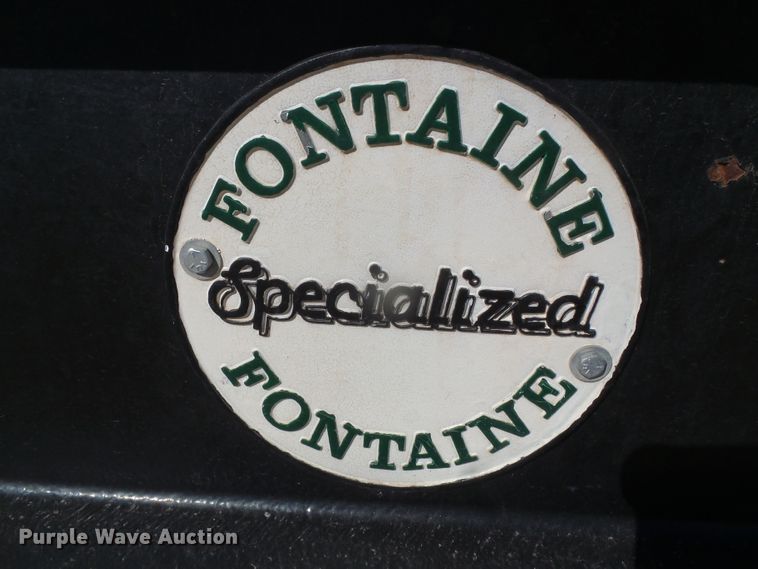 FONTAINE
Specialized
FONTAINE
Purple Wave Auction